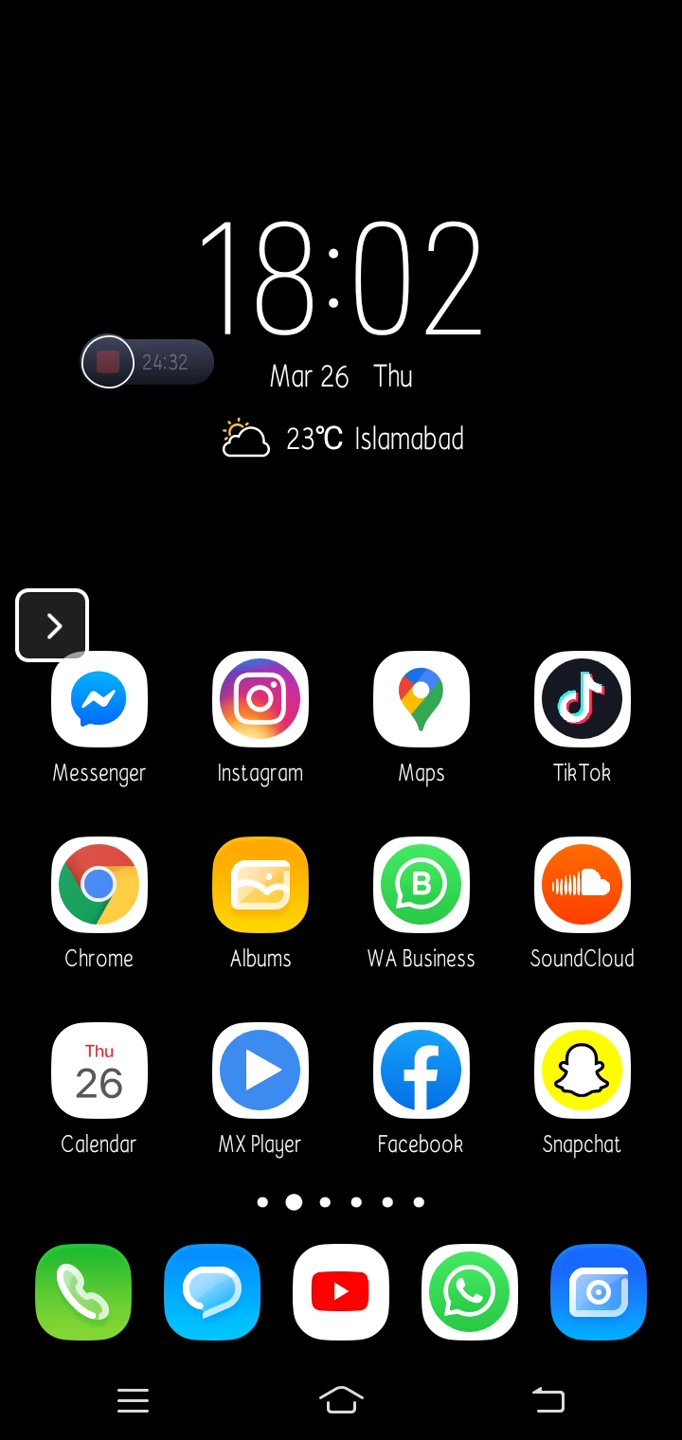 18:02
24:32
Mar 26 Thu
23℃ Islamabad
Messenger
Instagram
Maps
TikTok
B
Chrome
Albums
WA Business
SoundCloud
Thu
26
Calendar
MX Player
Facebook
Snapchat